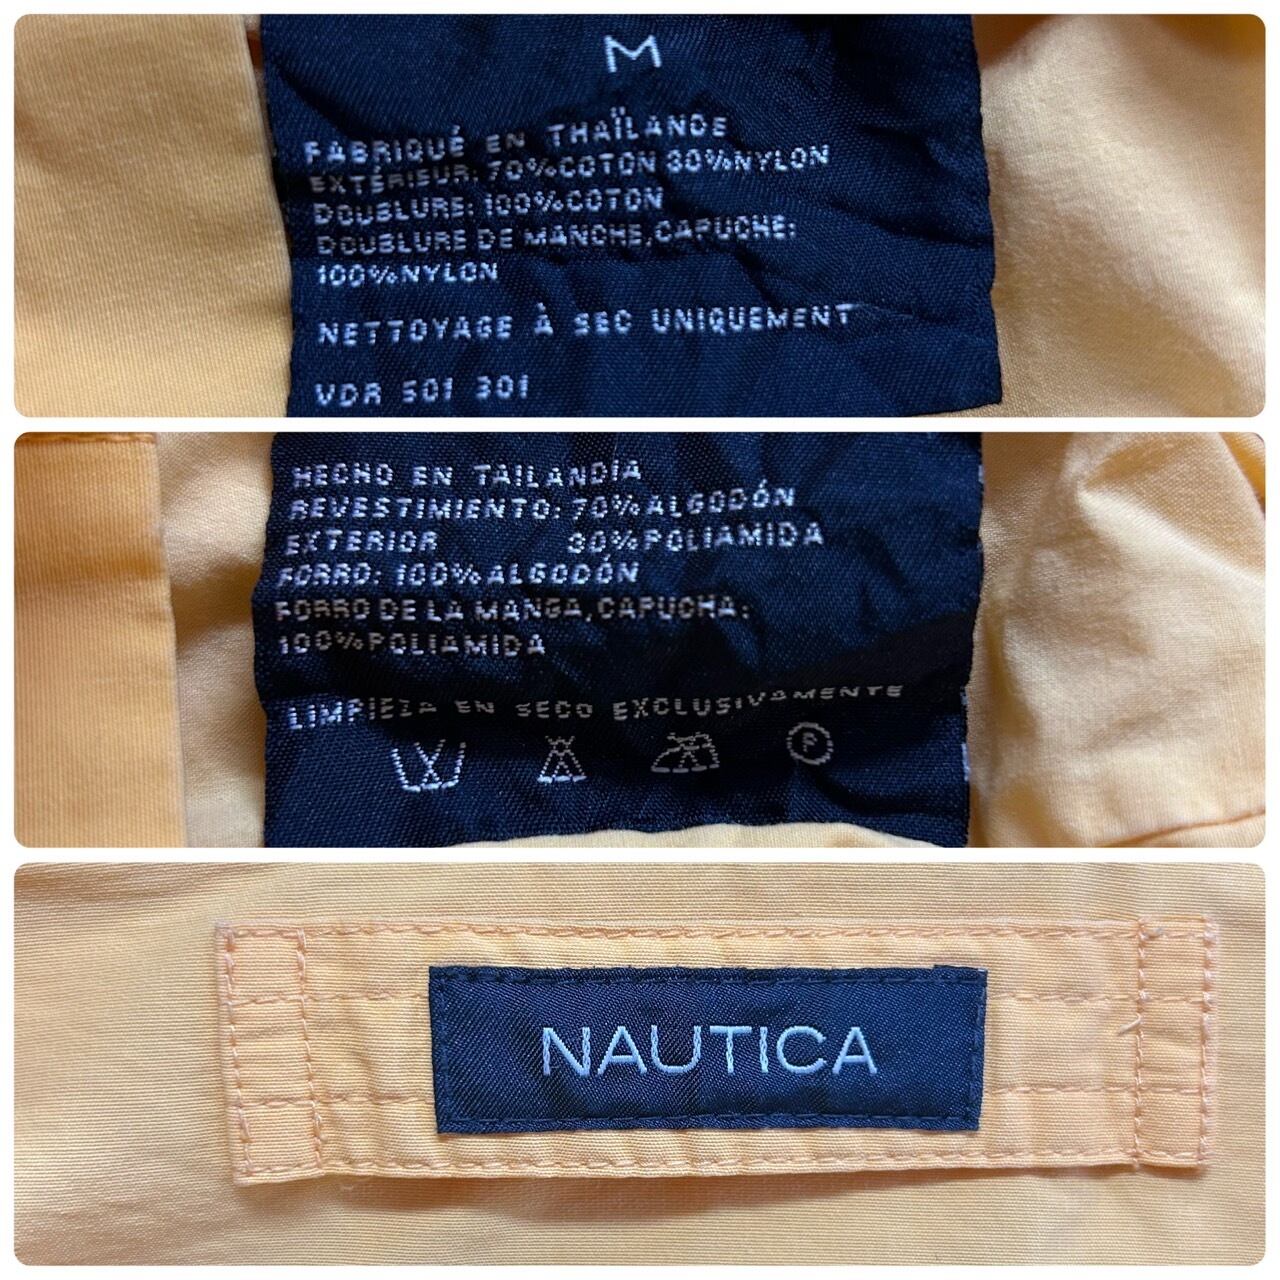 M
FABRIQUÉ EN THAÏLANDE
EXTÉRIEUR: 70%COTON 30%NYLON
DOUBLURE: 100%COTON
DOUBLURE DE MANCHE,CAPUCHE:
100%NYLON
NETTOYAGE À SEC UNIQUEMENT
VDR 501 301
HECHO EN TAILANDIA
REVESTIMIENTO: 70%ALGODÓN
EXTERIOR 30%POLIAMIDA
FORRO: 100%ALGODÓN
FORRO DE LA MANGA,CAPUCHA:
100%POLIAMIDA
LIMPIEZA EN SECO EXCLUSIVAMENTE
P
NAUTICA